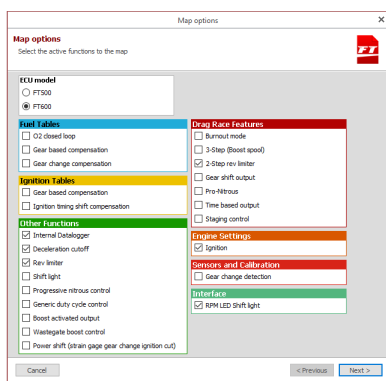 Map options
Map options
Select the active functions to the map
FT
ECU model
FT500
FT600
Fuel Tables
O2 closed loop
Gear based compensation
Gear change compensation
Ignition Tables
Gear based compensation
Ignition timing shift compensation
Other Functions
Internal Datalogger
Deceleration cutoff
Rev limiter
Shift light
Progressive nitrous control
Generic duty cycle control
Boost activated output
Wastegate boost control
Power shift (strain gage gear change ignition cut)
Drag Race Features
Burnout mode
3-Step (Boost spool)
2-Step rev limiter
Gear shift output
Pro-Nitrous
Time based output
Staging control
Engine Settings
Ignition
Sensors and Calibration
Gear change detection
Interface
RPM LED Shift light
Cancel
< Previous
Next >